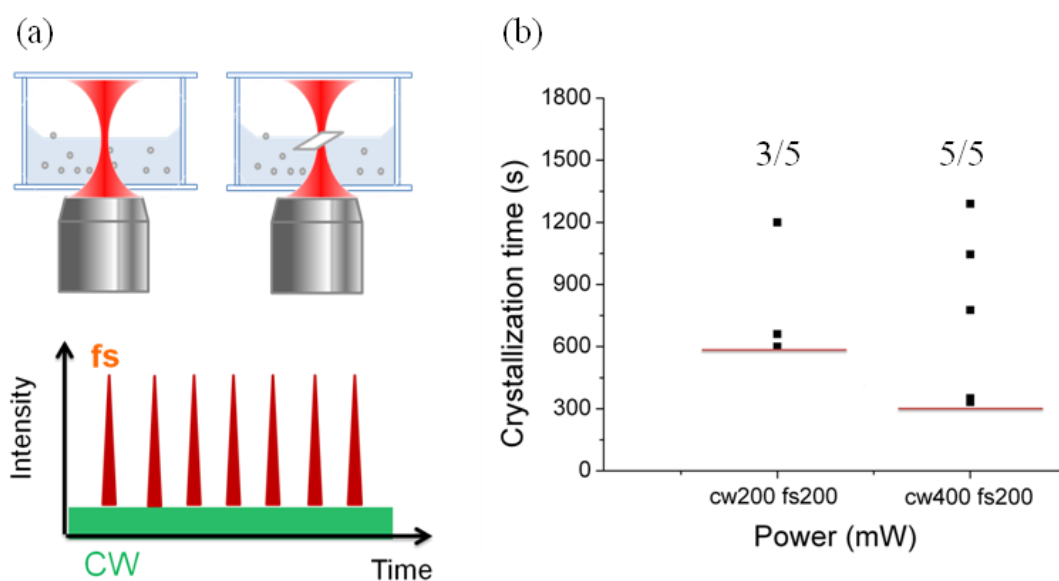 (a)
fs
Intensity
CW
Time
(b)
1800
1500
1200
900
600
300
0
Crystallization time (s)
3/5
5/5
cw200 fs200
cw400 fs200
Power (mW)